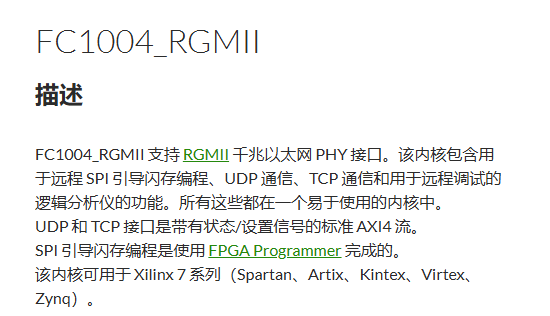 FC1004_RGMII
描述
FC1004_RGMII 支持 RGMII 千兆以太网 PHY 接口。该内核包含用
于远程 SPI 引导闪存编程、UDP 通信、TCP 通信和用于远程调试的
逻辑分析仪的功能。所有这些都在一个易于使用的内核中。
UDP 和 TCP 接口是带有状态/设置信号的标准 AXI4 流。
SPI 引导闪存编程是使用 FPGA Programmer 完成的。
该内核可用于 Xilinx 7 系列（Spartan、Artix、Kintex、Virtex、
Zynq）。